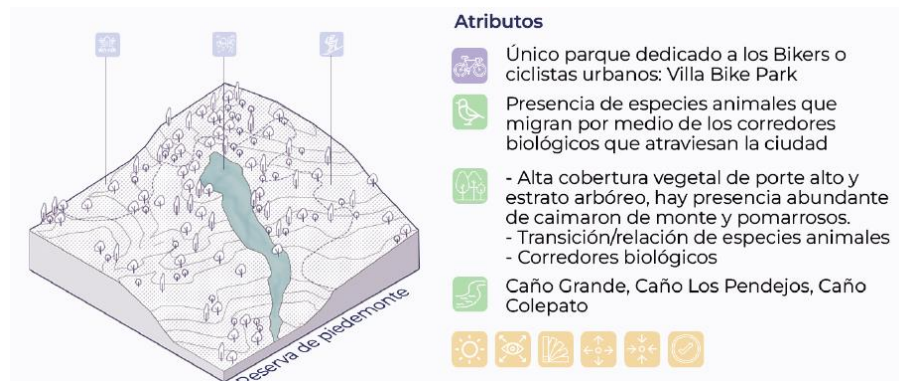 Atributos
Único parque dedicado a los Bikers o
ciclistas urbanos: Villa Bike Park
Presencia de especies animales que
migran por medio de los corredores
biológicos que atraviesan la ciudad
- Alta cobertura vegetal de porte alto y
estrato arbóreo, hay presencia abundante
de caimaron de monte y pomarrosos.
- Transición/relación de especies animales
- Corredores biológicos
Caño Grande, Caño Los Pendejos, Caño
Colepato
Reserva de piedemonte